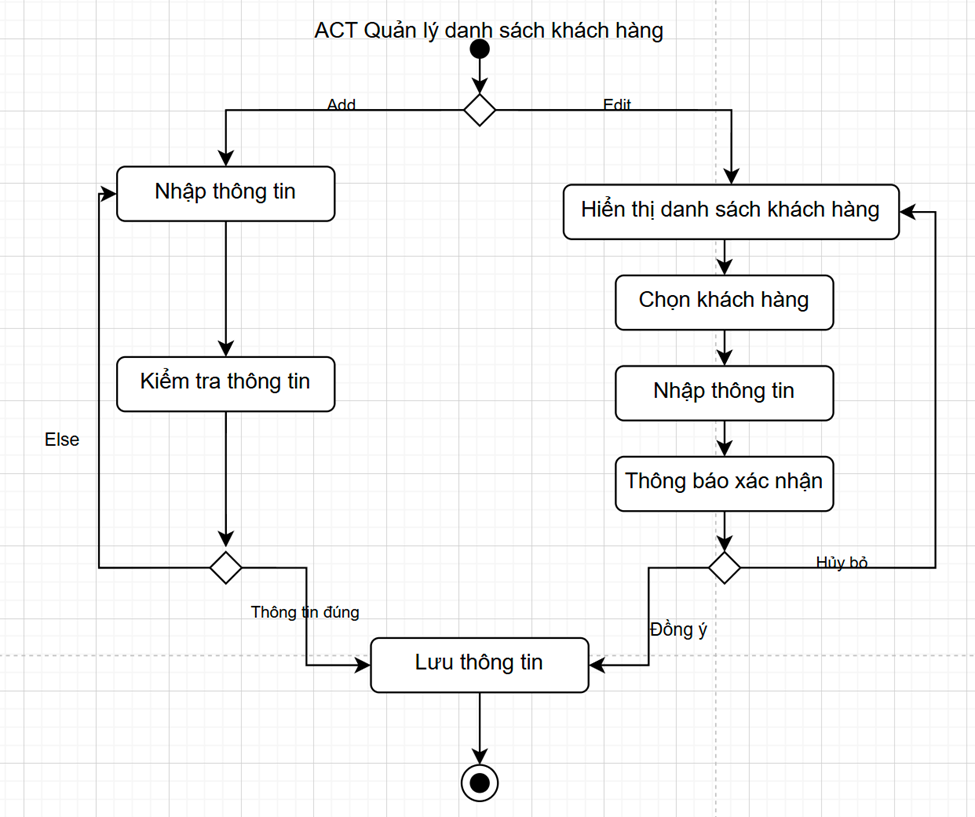 ACT Quản lý danh sách khách hàng
Add
Edit
Nhập thông tin
Hiển thị danh sách khách hàng
Chọn khách hàng
Kiểm tra thông tin
Nhập thông tin
Else
Thông báo xác nhận
Hủy bỏ
Thông tin đúng
Đồng ý
Lưu thông tin